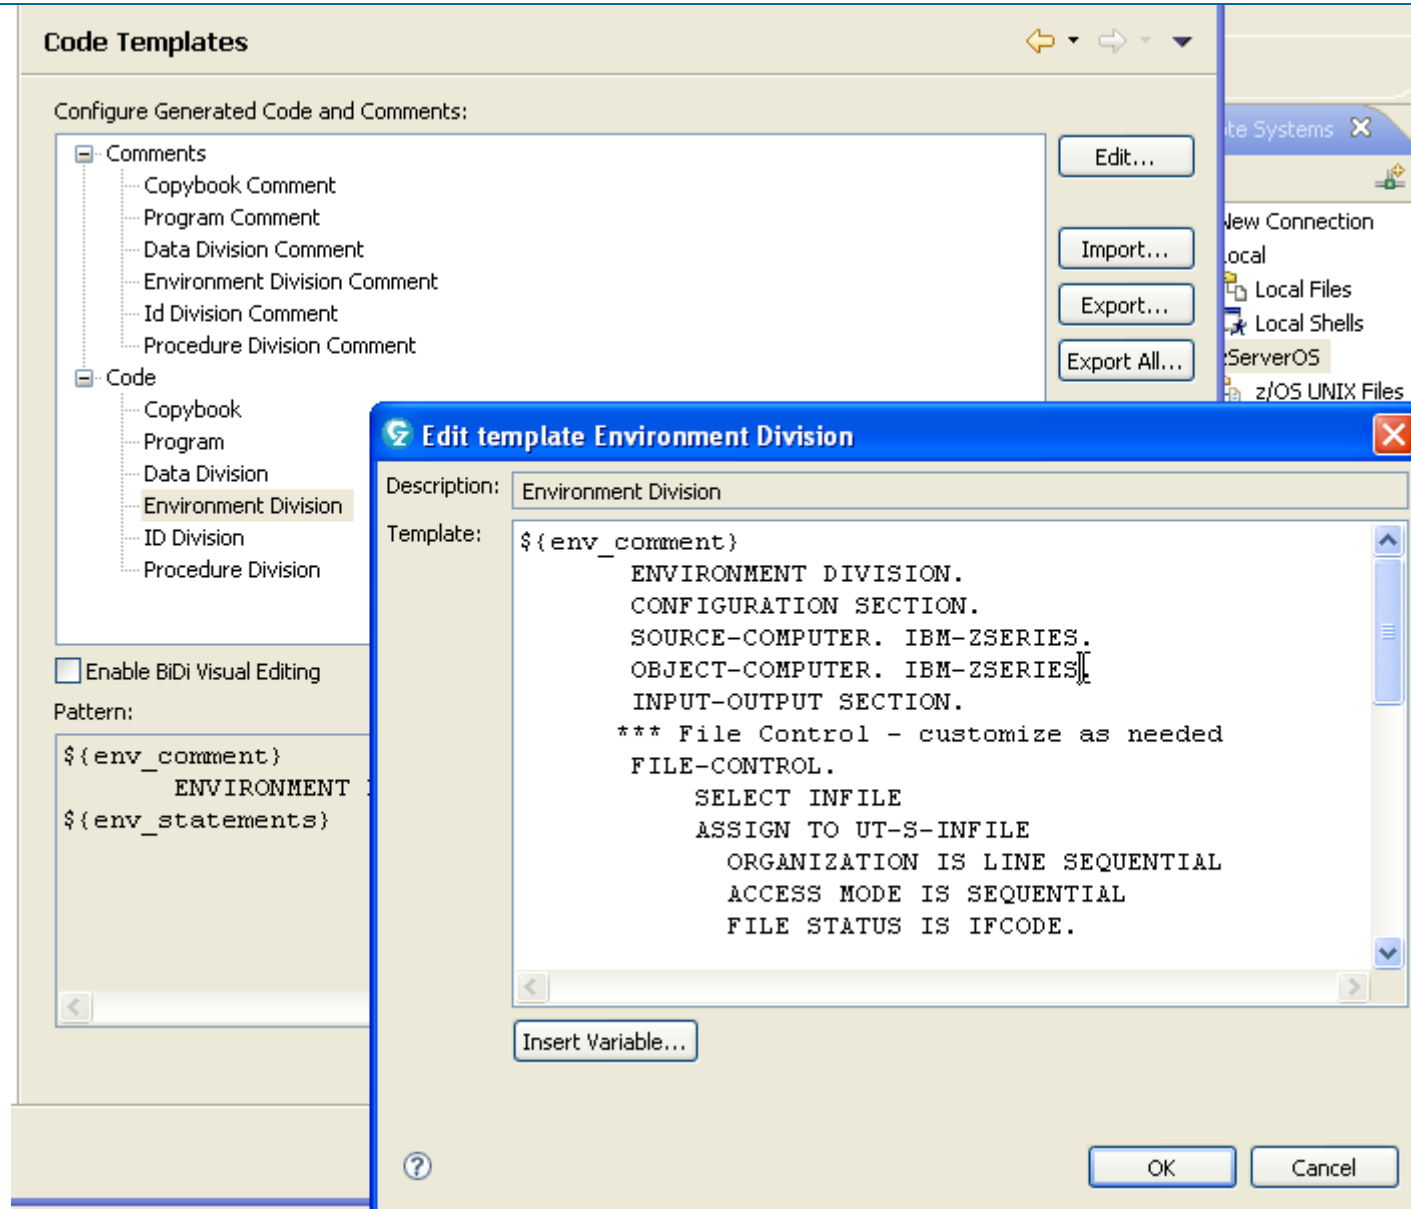 Code Templates
Configure Generated Code and Comments:
Comments
Copybook Comment
Program Comment
Data Division Comment
Environment Division Comment
Id Division Comment
Procedure Division Comment
Code
Copybook
Program
Data Division
Environment Division
ID Division
Procedure Division
Edit...
Import...
Export...
Export All...
Enable BiDi Visual Editing
Pattern:
${env_comment}
ENVIRONMENT
${env_statements}
Systems
New Connection
Local
Local Files
Local Shells
z/OS UNIX Files
Edit template Environment Division
Description:
Environment Division
Template:
${env_comment}
ENVIRONMENT DIVISION.
CONFIGURATION SECTION.
SOURCE-COMPUTER. IBM-ZSERIES.
OBJECT-COMPUTER. IBM-ZSERIES.
INPUT-OUTPUT SECTION.
*** File Control - customize as needed
FILE-CONTROL.
SELECT INFILE
ASSIGN TO UT-S-INFILE
ORGANIZATION IS LINE SEQUENTIAL
ACCESS MODE IS SEQUENTIAL
FILE STATUS IS IFCODE.
Insert Variable...
?
OK
Cancel